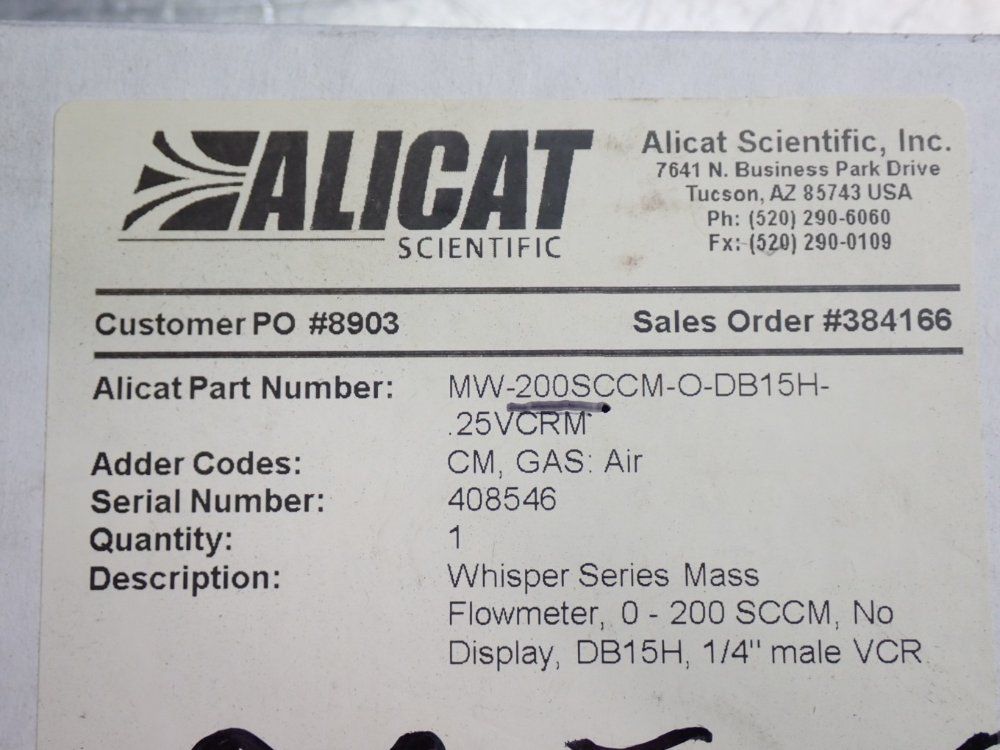 ALICAT
SCIENTIFIC
Alicat Scientific, Inc.
7641 N. Business Park Drive
Tucson, AZ 85743 USA
Ph: (520) 290-6060
Fx: (520) 290-0109
Customer PO #8903
Sales Order #384166
Alicat Part Number: MW-200SCCM-O-DB15H-
.25VCRM
Adder Codes: CM, GAS: Air
Serial Number: 408546
Quantity: 1
Description: Whisper Series Mass
Flowmeter, 0 - 200 SCCM, No
Display, DB15H, 1/4" male VCR